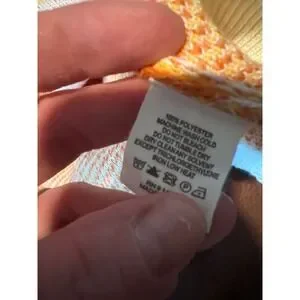 100% POLYESTER
MACHINE WASH COLD
DO NOT BLEACH
DO NOT TUMBLE DRY
DRY CLEAN ANY SOLVENT
EXCEPT TRICHLOROETHYLENE
IRON LOW HEAT